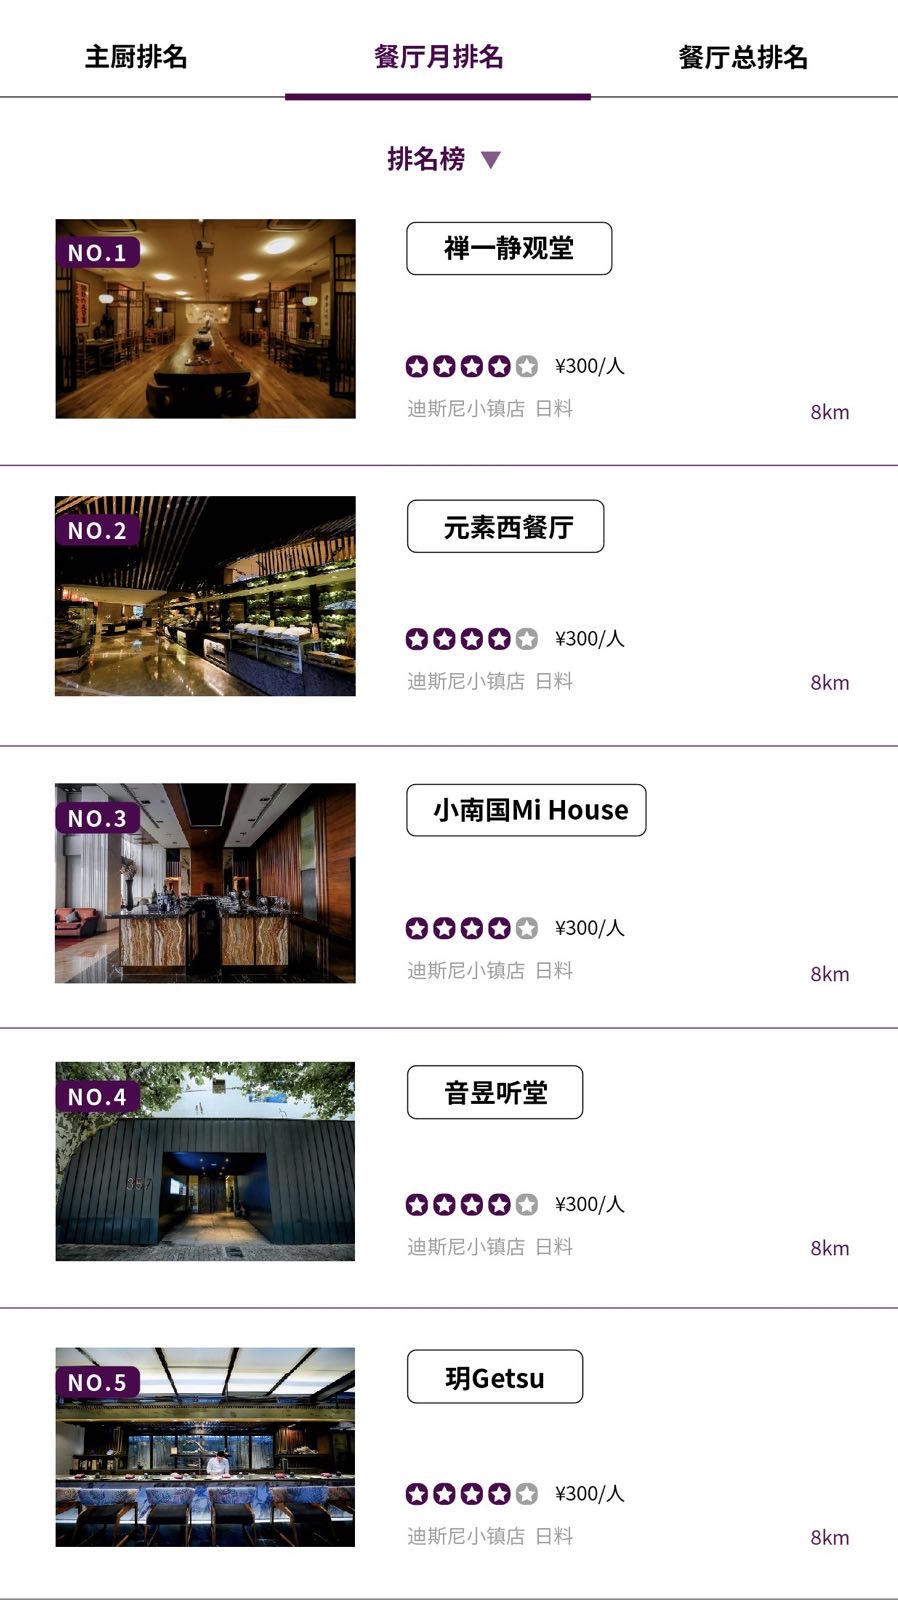 主厨排名 餐厅月排名 餐厅总排名
排名榜
NO.1
禅一静观堂
¥300/人
迪斯尼小镇店 日料
8km
NO.2
元素西餐厅
¥300/人
迪斯尼小镇店 日料
8km
NO.3
小南国Mi House
¥300/人
迪斯尼小镇店 日料
8km
NO.4
音昱听堂
357
¥300/人
迪斯尼小镇店 日料
8km
NO.5
玥Getsu
¥300/人
迪斯尼小镇店 日料
8km